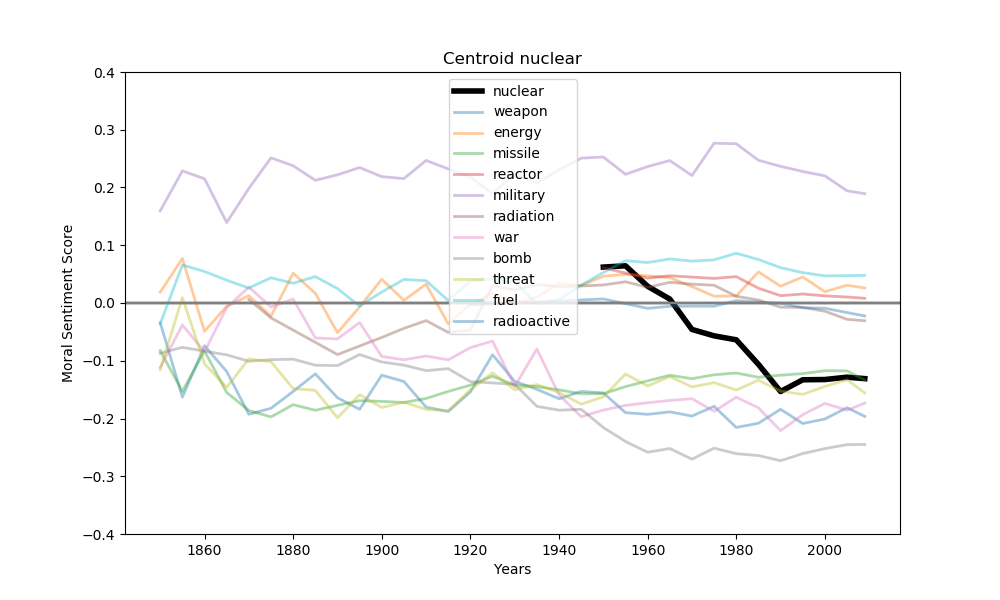 Centroid nuclear
Moral Sentiment Score
0.4
0.3
0.2
0.1
0.0
−0.1
−0.2
−0.3
−0.4
nuclear
weapon
energy
missile
reactor
military
radiation
war
bomb
threat
fuel
radioactive
1860
1880
1900
1920
1940
1960
1980
2000
Years